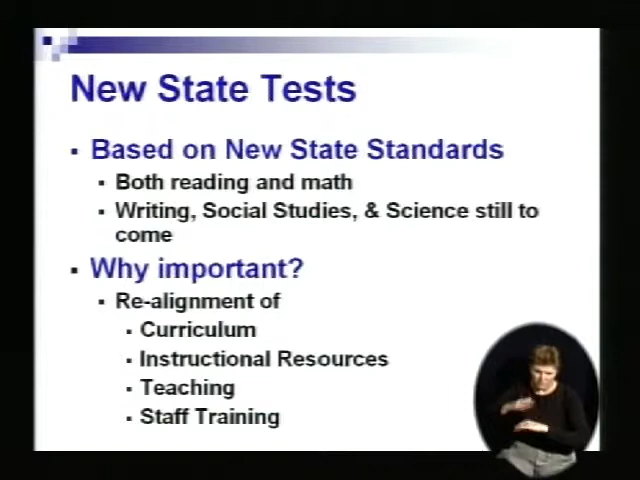 New State Tests
Based on New State Standards
Both reading and math
Writing, Social Studies, & Science still to
come
Why important?
Re-alignment of
Curriculum
Instructional Resources
Teaching
Staff Training